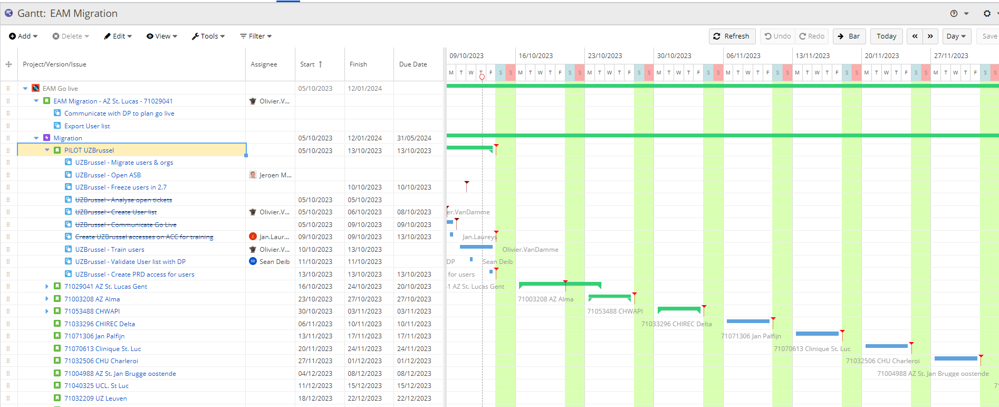 Gantt: EAM Migration
Add Delete Edit View Tools Filter Refresh Undo Redo Bar Today Day Save
Project/Version/Issue Assignee Start Finish Due Date
09/10/2023 16/10/2023 23/10/2023 30/10/2023 06/11/2023 13/11/2023 20/11/2023 27/11/2023
M T W T F S S M T W T F S S M T W T F S S M T W T F S S M T W T F S S M T W T F S S M T W T F S S M T W T F S S
EAM Go live 05/10/2023 12/01/2024
EAM Migration - AZ St. Lucas - 71029041 Olivier.V...
Communicate with DP to plan go live
Export User list
Migration 05/10/2023 12/01/2024 31/05/2024
PILOT UZBrussel 05/10/2023 13/10/2023 13/10/2023
UZBrussel - Migrate users & orgs
UZBrussel - Open ASB Jeroen M...
UZBrussel - Freeze users in 2.7 10/10/2023 10/10/2023
UZBrussel - Analyse open tickets 05/10/2023 05/10/2023
UZBrussel - Create User list Olivier.V... 05/10/2023 06/10/2023 08/10/2023 er.VanDamme
UZBrussel - Communicate Go Live 05/10/2023 09/10/2023 09/10/2023
Create UZBrussel accesses on ACC for training J Jan.Laur... 09/10/2023 09/10/2023 13/10/2023 Jan.Laureys
UZBrussel - Train users Olivier.V... 10/10/2023 13/10/2023 Olivier.VanDamme
UZBrussel - Validate User list with DP SD Sean Deib 11/10/2023 11/10/2023 DP Sean Deib
UZBrussel - Create PRD access for users 13/10/2023 13/10/2023 13/10/2023 for users
71029041 AZ St. Lucas Gent 16/10/2023 24/10/2023 20/10/2023 1 AZ St. Lucas Gent
71003208 AZ Alma 23/10/2023 27/10/2023 27/10/2023 71003208 AZ Alma
71053488 CHWAPI 30/10/2023 03/11/2023 03/11/2023 71053488 CHWAPI
71033296 CHIREC Delta 06/11/2023 10/11/2023 10/11/2023 71033296 CHIREC Delta
71071306 Jan Palfijn 13/11/2023 17/11/2023 17/11/2023 71071306 Jan Palfijn
71070613 Clinique St. Luc 20/11/2023 24/11/2023 24/11/2023 71070613 Clinique St. Luc
71032506 CHU Charleroi 27/11/2023 01/12/2023 01/12/2023 71032506 CHU Charleroi
71004988 AZ St. Jan Brugge oostende 04/12/2023 08/12/2023 08/12/2023 71004988 AZ St. Jan Brugge oostende
71040325 UCL. St Luc 11/12/2023 15/12/2023 15/12/2023 7
71032209 UZ Leuven 18/12/2023 22/12/2023 22/12/2023